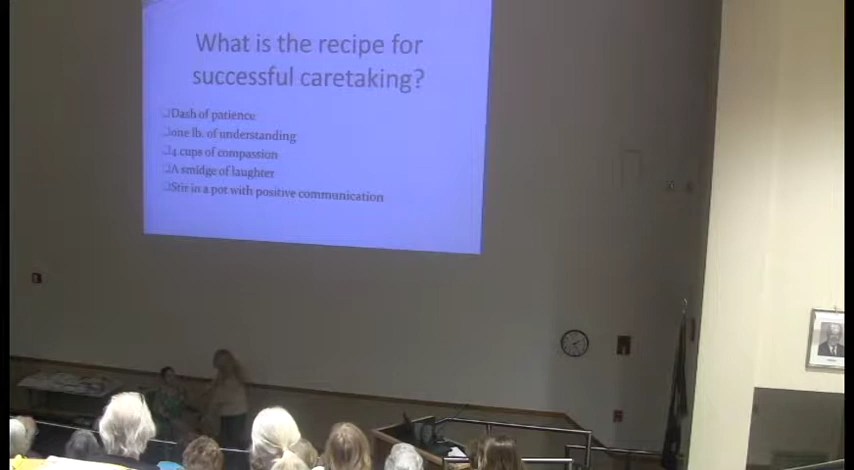 What is the recipe for
successful caretaking?
Dash of patience
one lb. of understanding
4 cups of compassion
A smidge of laughter
Stir in a pot with positive communication